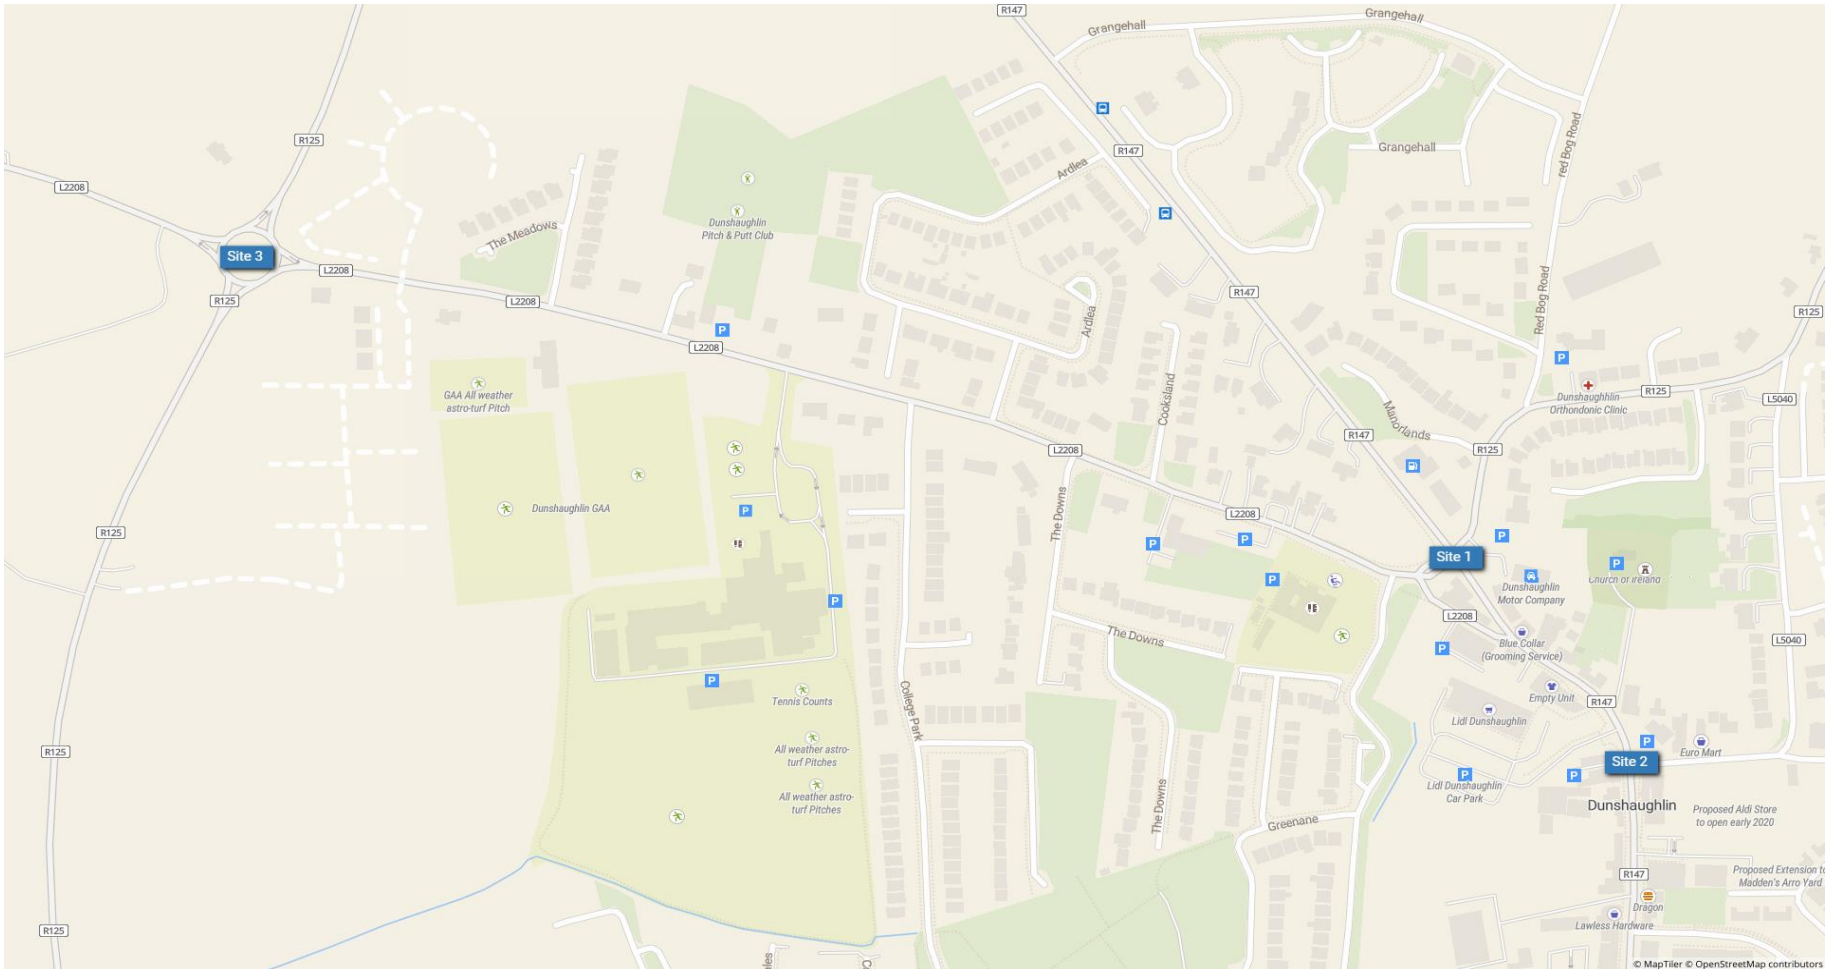 R147
Grangehall
Grangehall
R125
R147
Grangehall
red Bog Road
Ardlea
L2208
The Meadows
Dunshaughlin
Pitch & Putt Club
Site 3
L2208
R125
L2208
R147
Red Bog Road
R125
Ardlea
L2208
P
P
GAA All weather
astro-turf Pitch
Cooksland
Manorlands
Dunshaughhlin
Orthondonic Clinic
R125
L5040
R147
R125
L2208
Dunshaughlin GAA
P
The Downs
L2208
R125
P
P
P
Site 1
P
P
P
Church of Ireland
Dunshaughlin
Motor Company
P
L2208
The Downs
P
Blue Collar
(Grooming Service)
L5040
P
College Park
Tennis Counts
Empty Unit
R147
Lidl Dunshaughlin
R125
All weather astro-
turf Pitches
P
Euro Mart
Site 2
P
P
Lidl Dunshaughlin
Car Park
All weather astro-
turf Pitches
The Downs
Greenane
Dunshaughlin
Proposed Aldi Store
to open early 2020
R147
Proposed Extension to
Madden's Arro Yard
Dragon
Lawless Hardware
R125
© MapTiler © OpenStreetMap contributors